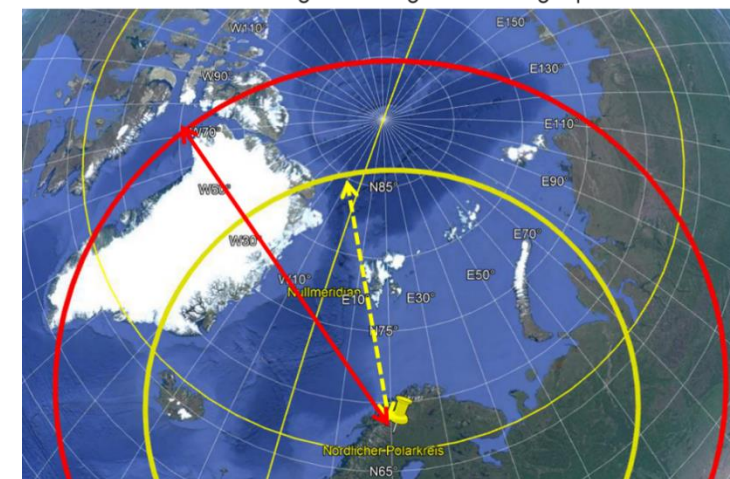 W110°
E150
W90
E130°
E110
W70°
N85°
E90°
W50°
W30°
E70°
W10°
E50°
Nullmeridian
E10
E30°
N75°
Nördlicher Polarkreis
N65°